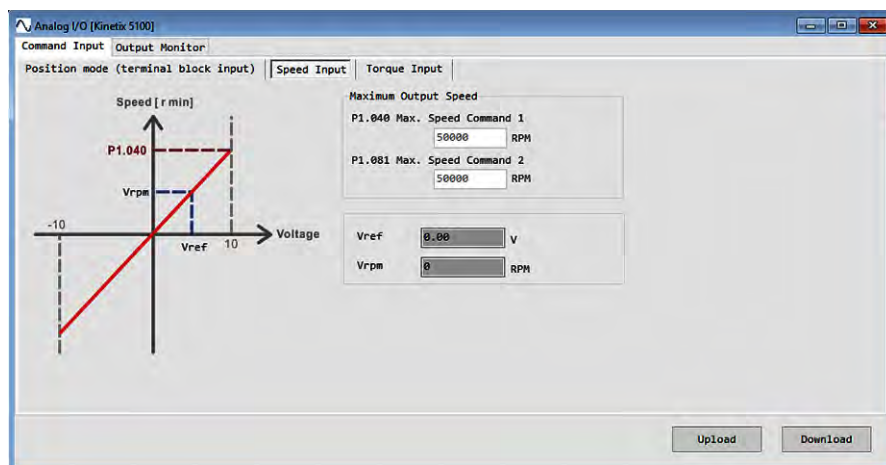 Analog I/O [Kinetix 5100]
Command Input Output Monitor
Position mode (terminal block input) Speed Input Torque Input
Speed [ r min]
P1.040
Vrpm
-10
Vref
10
Voltage
Maximum Output Speed
P1.040 Max. Speed Command 1
50000 RPM
P1.081 Max. Speed Command 2
50000 RPM
Vref 0.00 V
Vrpm 0 RPM
Upload Download